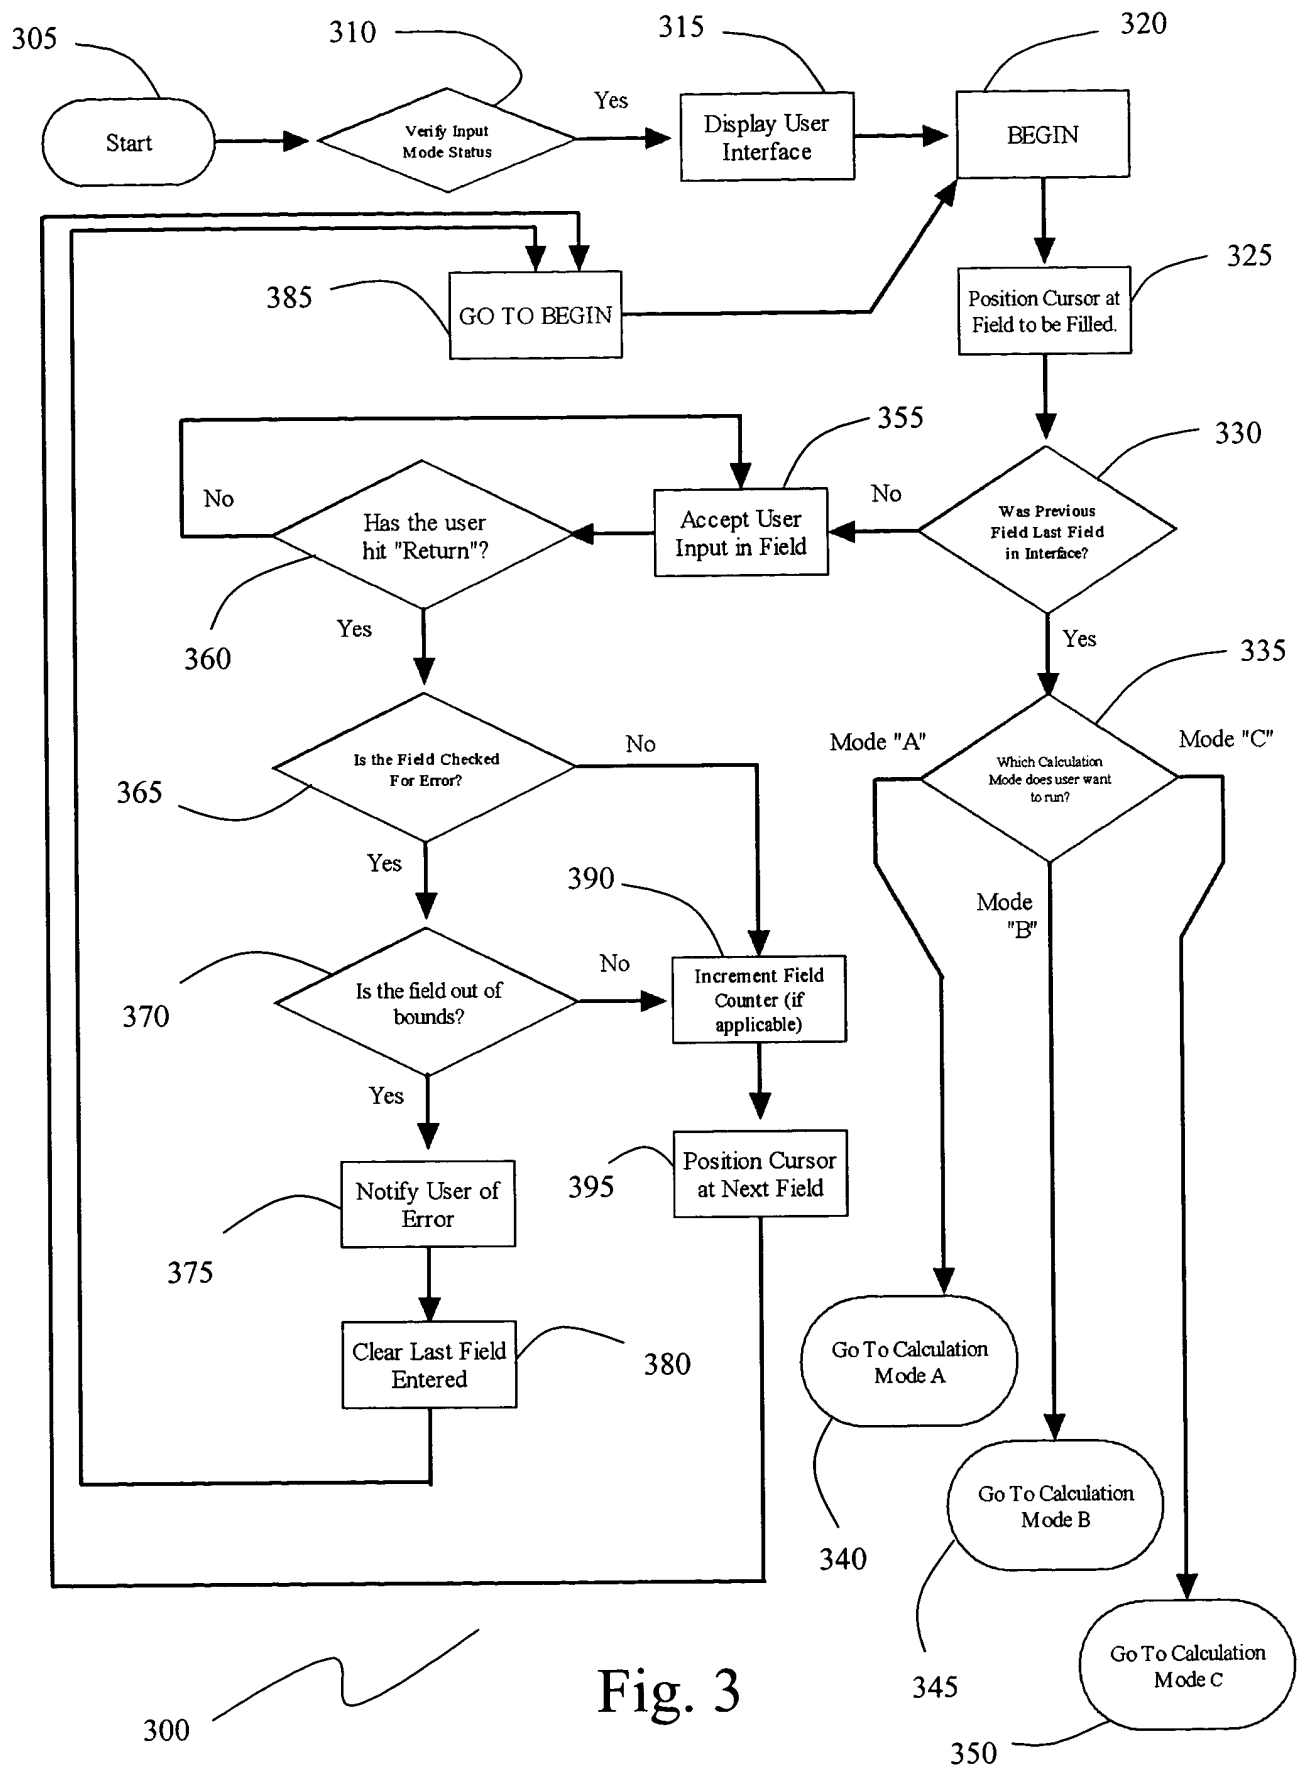 305
310
315
320
Start
Verify Input
Mode Status
Yes
Display User
Interface
BEGIN
385
GO TO BEGIN
325
Position Cursor at
Field to be Filled.
355
330
No
Has the user
hit "Return"?
Accept User
Input in Field
No
Was Previous
Field Last Field
in Interface?
360
Yes
Yes
335
365
Is the Field Checked
For Error?
No
Mode "A"
Which Calculation
Mode does user want
to run?
Mode "C"
Yes
390
Mode
"B"
370
Is the field out of
bounds?
No
Increment Field
Counter (if
applicable)
Yes
375
Notify User of
Error
395
Position Cursor
at Next Field
Clear Last Field
Entered
380
Go To Calculation
Mode A
340
Go To Calculation
Mode B
345
Go To Calculation
Mode C
350
300
Fig. 3